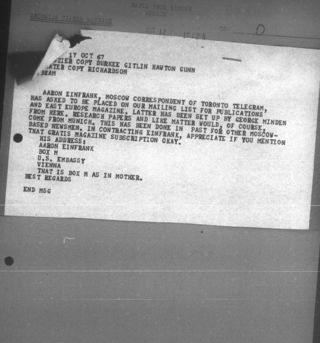 17 OCT 67
COPY DURKEE GITLIN HAWTON GUNN
COPY RICHARDSON
AARON EINFRANK, MOSCOW CORRESPONDENT OF TORONTO TELEGRAM,
HAS ASKED TO BE PLACED ON OUR MAILING LIST FOR PUBLICATIONS
AND EAST EUROPE MAGAZINE, LATTER HAS BEEN SET UP BY GEORGE MINDEN
FROM HERE. RESEARCH PAPERS AND LIKE MATTER WOULD, OF COURSE,
COME FROM MUNICH. THIS HAS BEEN DONE IN PAST FOR OTHER MOSCOW-
BASED NEWSMEN. IN CONTRACTING EINFRANK, APPRECIATE IF YOU MENTION
THAT GRATIS MAGAZINE SUBSCRIPTION OKAY.
HIS ADDRESS:
AARON EINFRANK
BOX M
U.S. EMBASSY
VIENNA
THAT IS BOX M AS IN MOTHER.
BEST REGARDS
END MSG